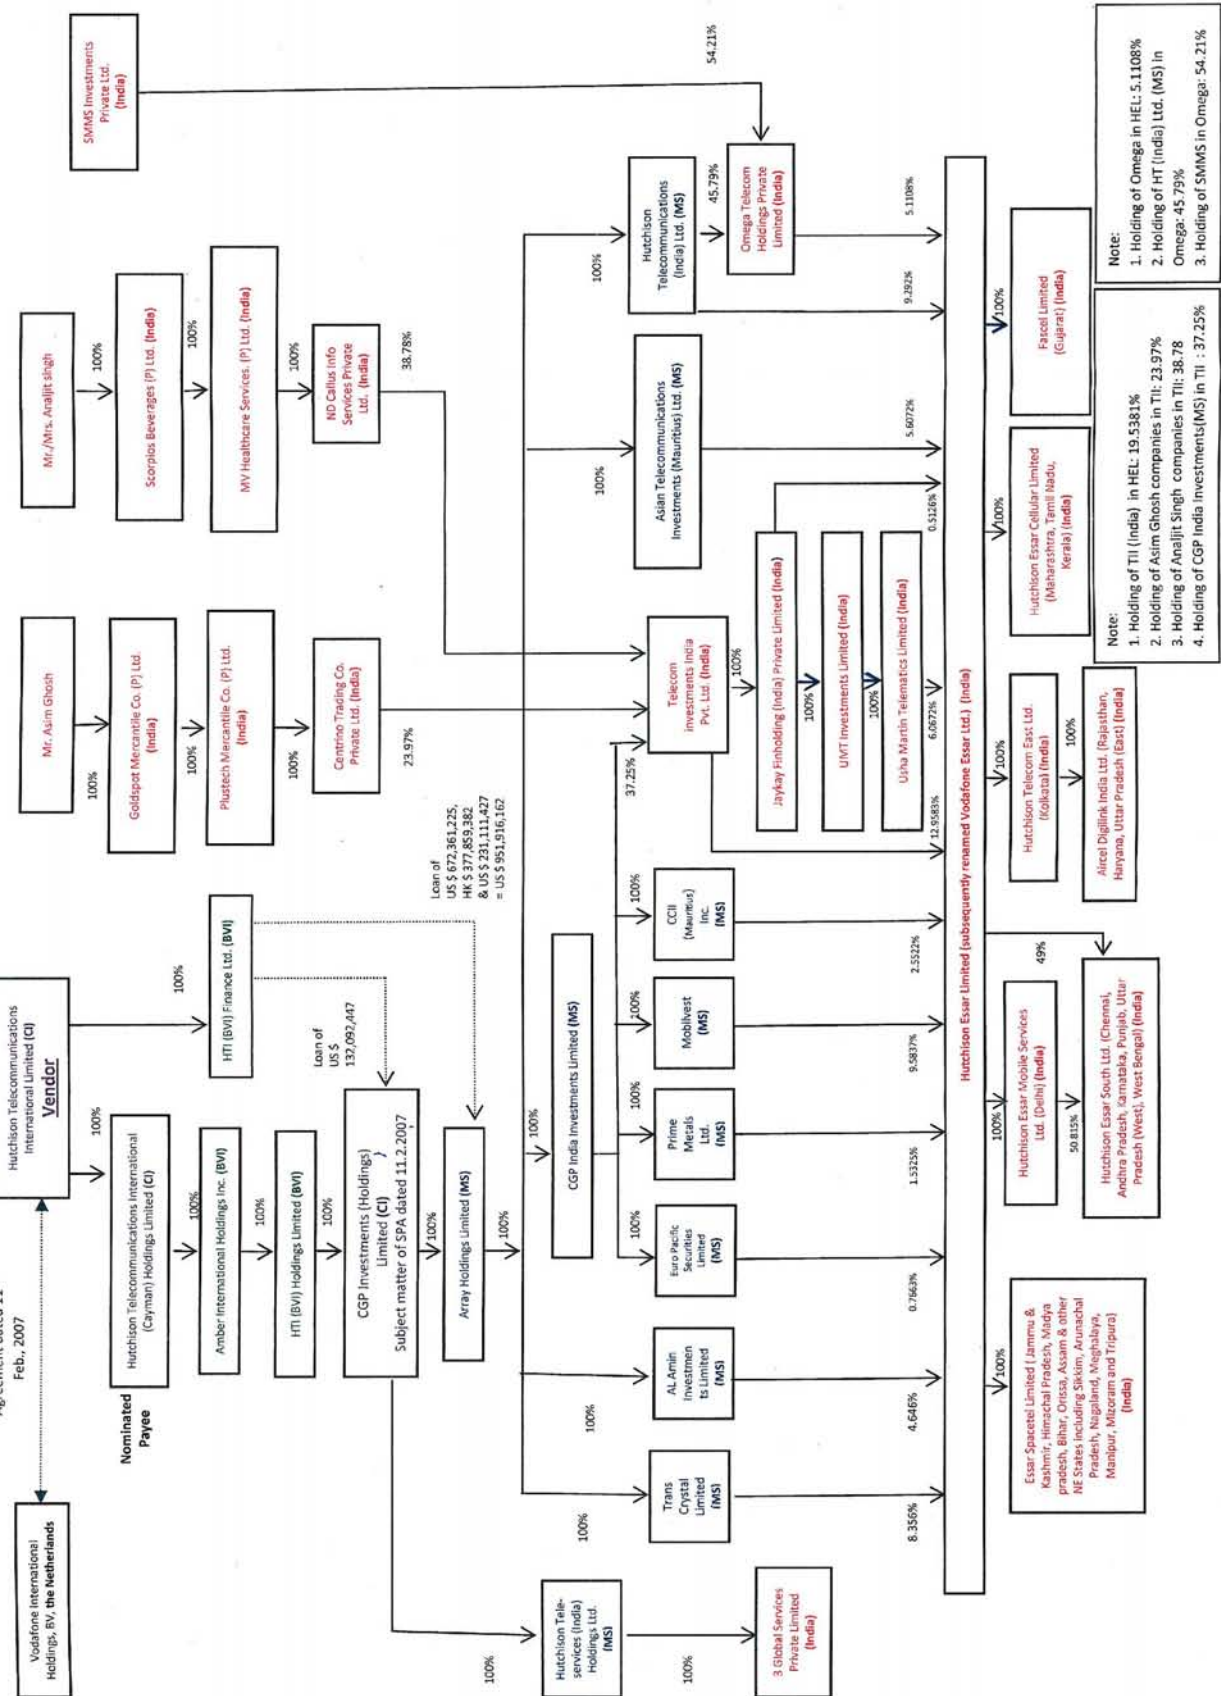 Agreement dated 11
Feb., 2007
Vodafone International
Holdings, BV, the Netherlands
Hutchison Telecommunications
International Limited (CI)
Vendor
Nominated
Payee
100%
Hutchison Telecommunications International
(Cayman) Holdings Limited (CI)
100%
Amber International Holdings Inc. (BVI)
100%
HTI (BVI) Holdings Limited (BVI)
100%
CGP Investments (Holdings)
Limited (CI)
Subject matter of SPA dated 11.2.2007
100%
Array Holdings Limited (MS)
100%
100%
HTI (BVI) Finance Ltd. (BVI)
Loan of
US $
132,092,447
Loan of
US $ 672,361,225,
HK $ 377,859,382
& US $ 231,111,427
= US $ 951,916,162
Mr. Asim Ghosh
100%
Goldspot Mercantile Co. (P) Ltd.
(India)
100%
Plustech Mercantile Co. (P) Ltd.
(India)
100%
Centrino Trading Co.
Private Ltd. (India)
23.97%
Mr./Mrs. Analjit singh
100%
Scorpios Beverages (P) Ltd. (India)
100%
MV Healthcare Services. (P) Ltd. (India)
100%
ND Callus Info
Services Private
Ltd. (India)
38.78%
SMMS Investments
Private Ltd.
(India)
54.21%
100%
Hutchison Tele-
services (India)
Holdings Ltd.
(MS)
100%
3 Global Services
Private Limited
(India)
100%
Trans
Crystal
Limited
(MS)
8.356%
100%
AL Amin
Investmen
ts Limited
(MS)
4.646%
100%
CGP India Investments Limited (MS)
100%
Euro Pacific
Securities
Limited
(MS)
0.7663%
100%
Prime
Metals
Ltd.
(MS)
1.5325%
100%
Mobilvest
(MS)
9.5837%
100%
CCII
(Mauritius)
Inc.
(MS)
2.5522%
37.25%
Telecom
investments India
Pvt. Ltd. (India)
12.9583%
100%
Jaykay Finholding (India) Private Limited (India)
100%
UMT Investments Limited (India)
100%
Usha Martin Telematics Limited (India)
6.0672%
0.5126%
100%
Asian Telecommunications
Investments (Mauritius) Ltd. (MS)
5.6072%
100%
Hutchison
Telecommunications
(India) Ltd. (MS)
9.292%
45.79%
Omega Telecom
Holdings Private
Limited (India)
5.1108%
Hutchison Essar Limited (subsequently renamed Vodafone Essar Ltd.) (India)
100%
Essar Spacetel Limited ( Jammu &
Kashmir, Himachal Pradesh, Madya
pradesh, Bihar, Orissa, Assam & other
NE States including Sikkim, Arunachal
Pradesh, Nagaland, Meghalaya,
Manipur, Mizoram and Tripura)
(India)
100%
Hutchison Essar Mobile Services
Ltd. (Delhi) (India)
50.815%
49%
Hutchison Essar South Ltd. (Chennai,
Andhra Pradesh, Karnataka, Punjab, Uttar
Pradesh (West), West Bengal) (India)
100%
Hutchison Telecom East Ltd.
(Kolkata) (India)
100%
Aircel Digilink India Ltd. (Rajasthan,
Haryana, Uttar Pradesh (East) (India)
100%
Hutchison Essar Cellular Limited
(Maharashtra, Tamil Nadu,
Kerala) (India)
100%
Fascel Limited
(Gujarat) (India)
Note:
1. Holding of TII (India) in HEL: 19.5381%
2. Holding of Asim Ghosh companies in TII: 23.97%
3. Holding of Analjit Singh companies in TII: 38.78
4. Holding of CGP India Investments(MS) in TII : 37.25%
Note:
1. Holding of Omega in HEL: 5.1108%
2. Holding of HT (India) Ltd. (MS) in
Omega: 45.79%
3. Holding of SMMS in Omega: 54.21%